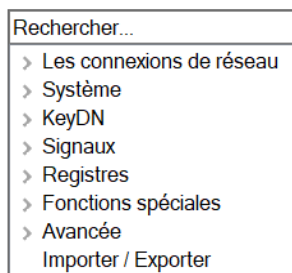 Rechercher...
Les connexions de réseau
Système
KeyDN
Signaux
Registres
Fonctions spéciales
Avancée
Importer / Exporter